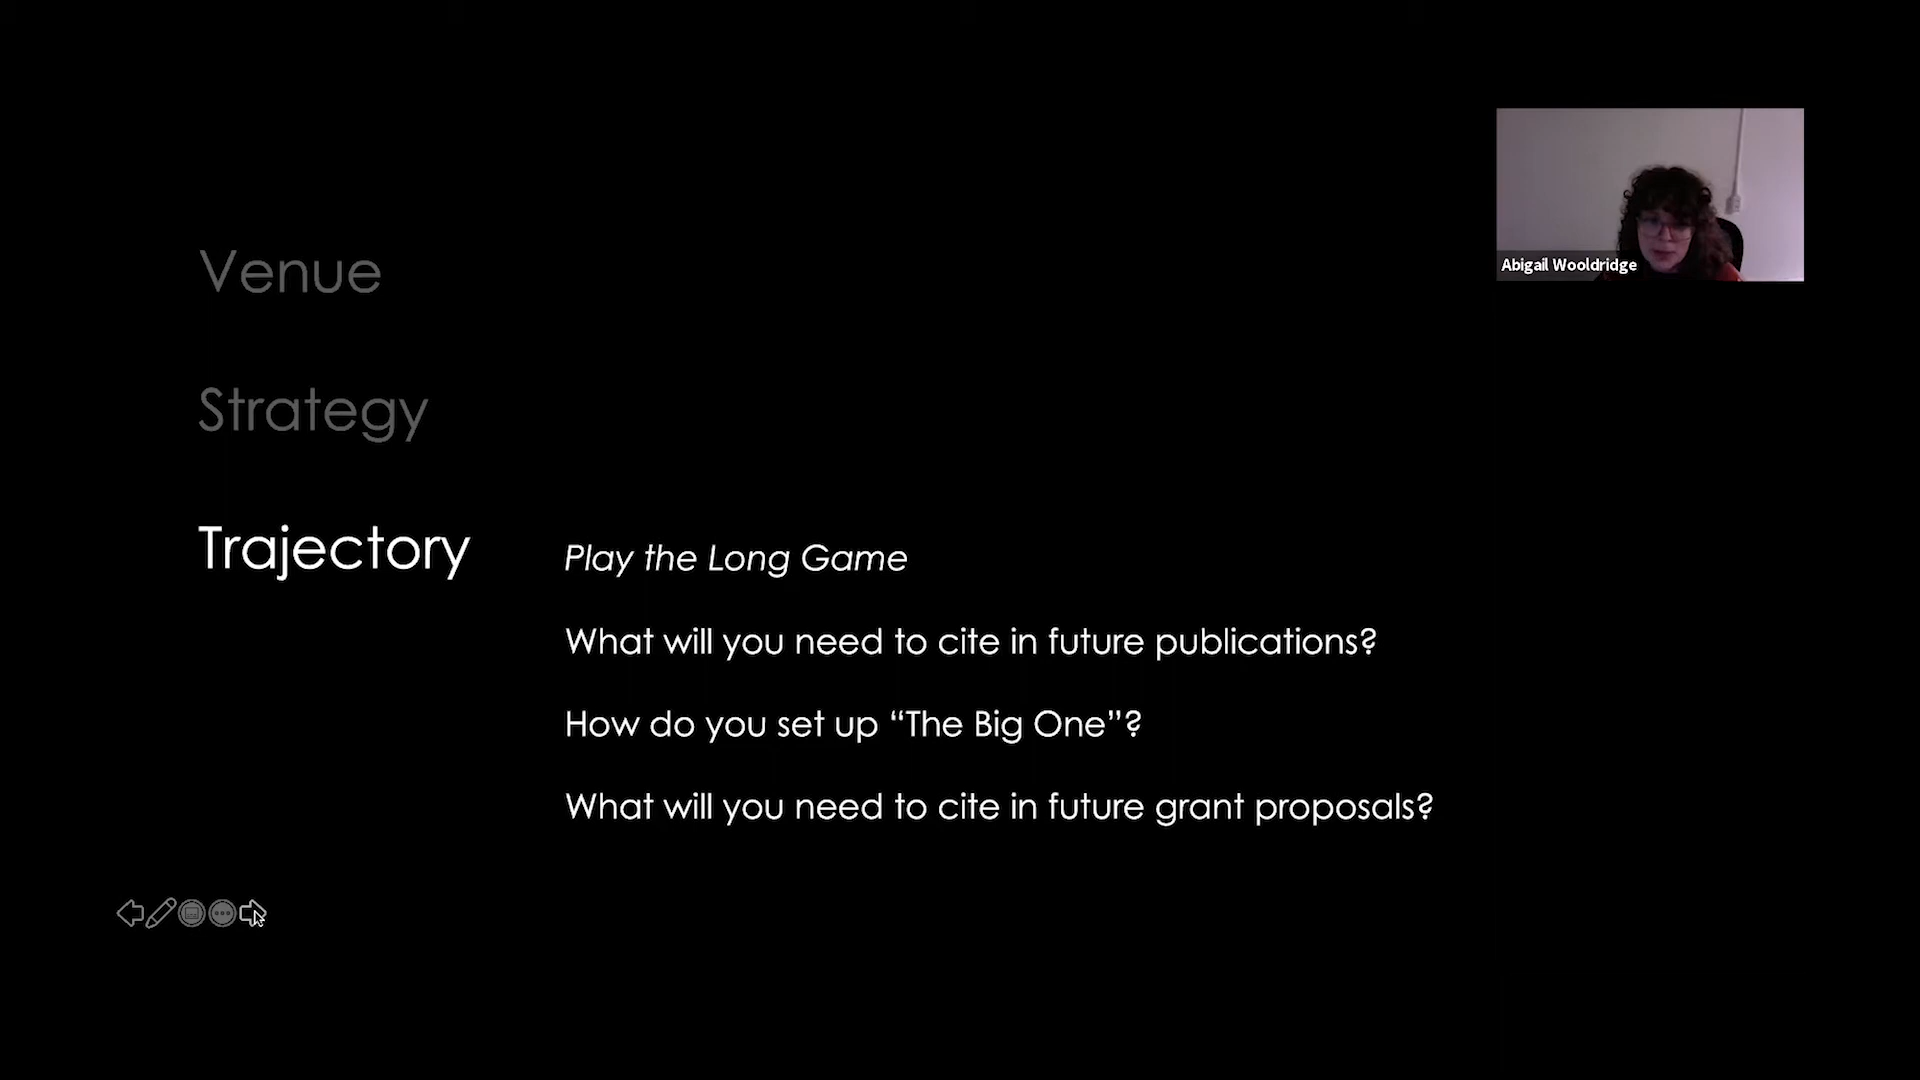 Abigail Wooldridge
Venue
Strategy
Trajectory
Play the Long Game
What will you need to cite in future publications?
How do you set up “The Big One”?
What will you need to cite in future grant proposals?